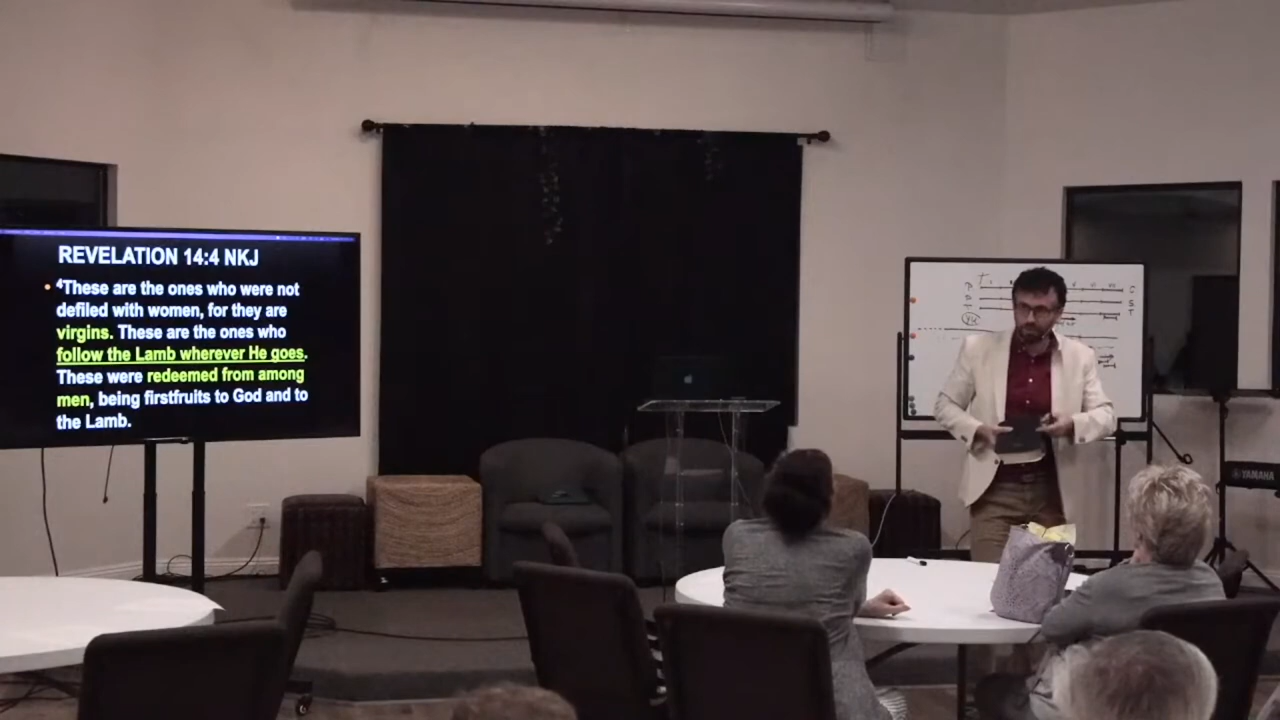 REVELATION 14:4 NKJ
• ⁴These are the ones who were not
defiled with women, for they are
virgins. These are the ones who
follow the Lamb wherever He goes.
These were redeemed from among
men, being firstfruits to God and to
the Lamb.
YAMAHA